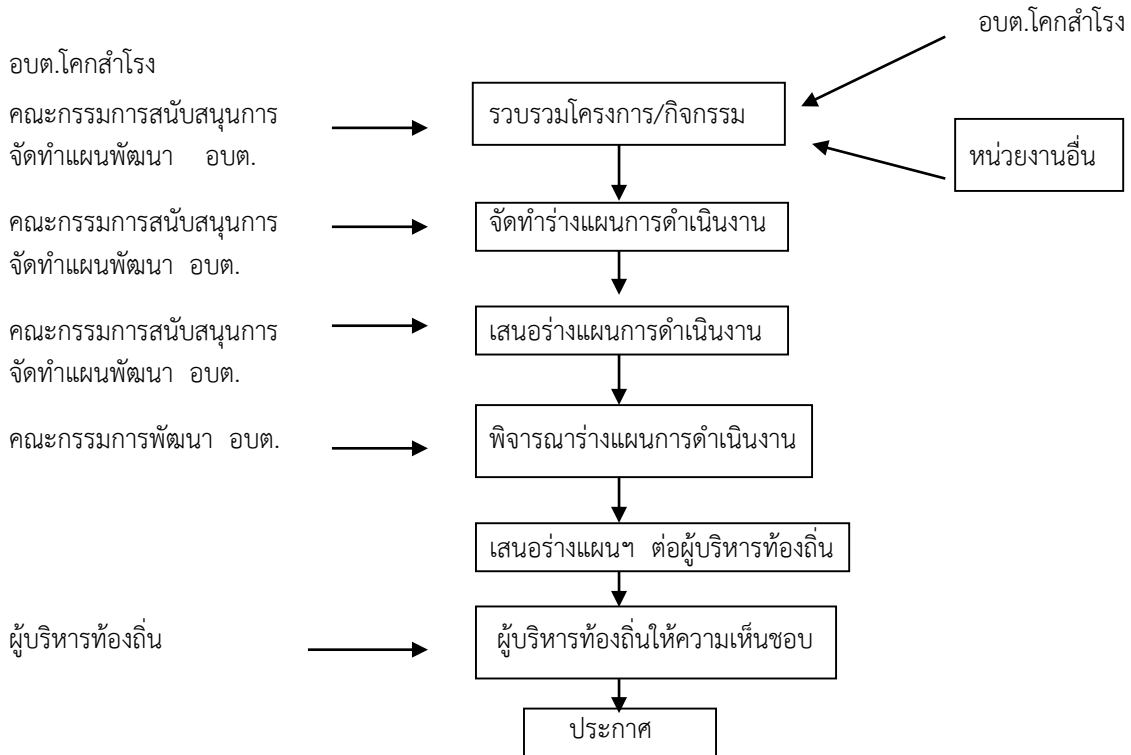 อบต.โคกสำโรง
อบต.โคกสำโรง
คณะกรรมการสนับสนุนการ
จัดทำแผนพัฒนา อบต.
รวบรวมโครงการ/กิจกรรม
หน่วยงานอื่น
คณะกรรมการสนับสนุนการ
จัดทำแผนพัฒนา อบต.
จัดทำร่างแผนการดำเนินงาน
คณะกรรมการสนับสนุนการ
จัดทำแผนพัฒนา อบต.
เสนอร่างแผนการดำเนินงาน
คณะกรรมการพัฒนา อบต.
พิจารณาร่างแผนการดำเนินงาน
เสนอร่างแผนฯ ต่อผู้บริหารท้องถิ่น
ผู้บริหารท้องถิ่น
ผู้บริหารท้องถิ่นให้ความเห็นชอบ
ประกาศ